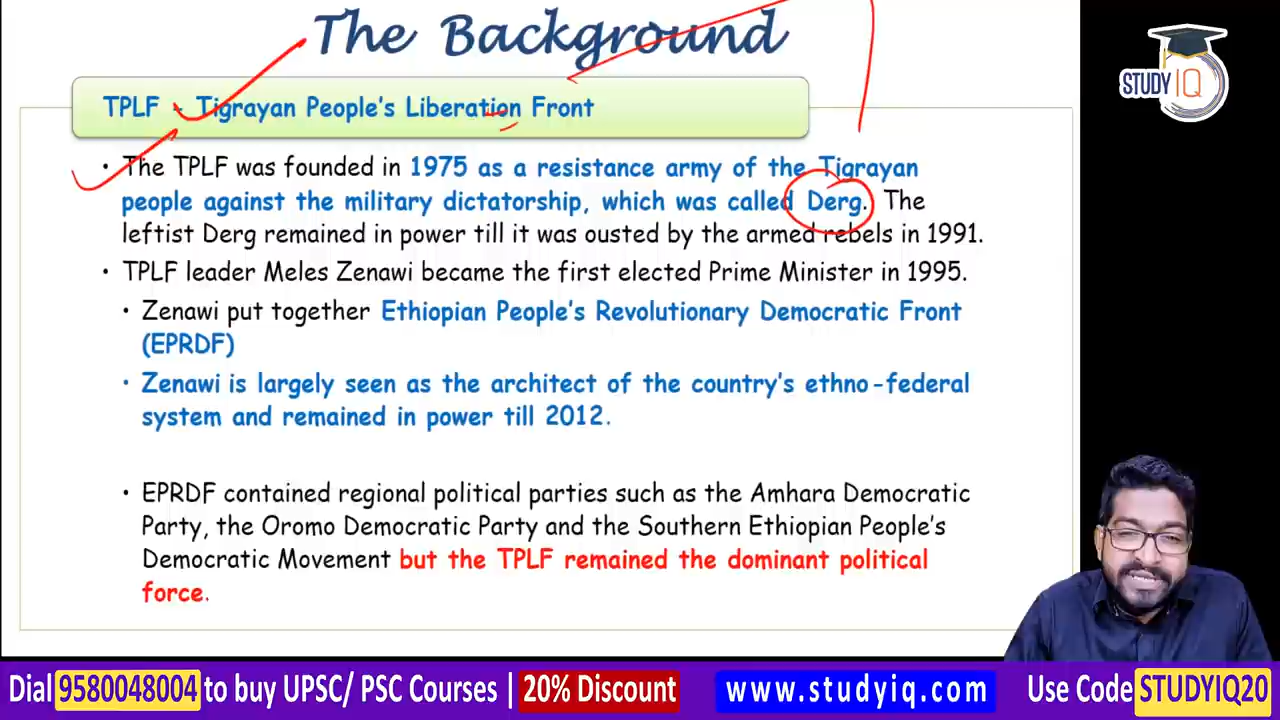 The Background
STUDY IQ
TPLF - Tigrayan People's Liberation Front
• The TPLF was founded in 1975 as a resistance army of the Tigrayan
people against the military dictatorship, which was called Derg. The
leftist Derg remained in power till it was ousted by the armed rebels in 1991.
• TPLF leader Meles Zenawi became the first elected Prime Minister in 1995.
• Zenawi put together Ethiopian People's Revolutionary Democratic Front
(EPRDF)
• Zenawi is largely seen as the architect of the country's ethno-federal
system and remained in power till 2012.
• EPRDF contained regional political parties such as the Amhara Democratic
Party, the Oromo Democratic Party and the Southern Ethiopian People's
Democratic Movement but the TPLF remained the dominant political
force.
Dial 9580048004 to buy UPSC/ PSC Courses | 20% Discount www.studyiq.com Use Code STUDYIQ20